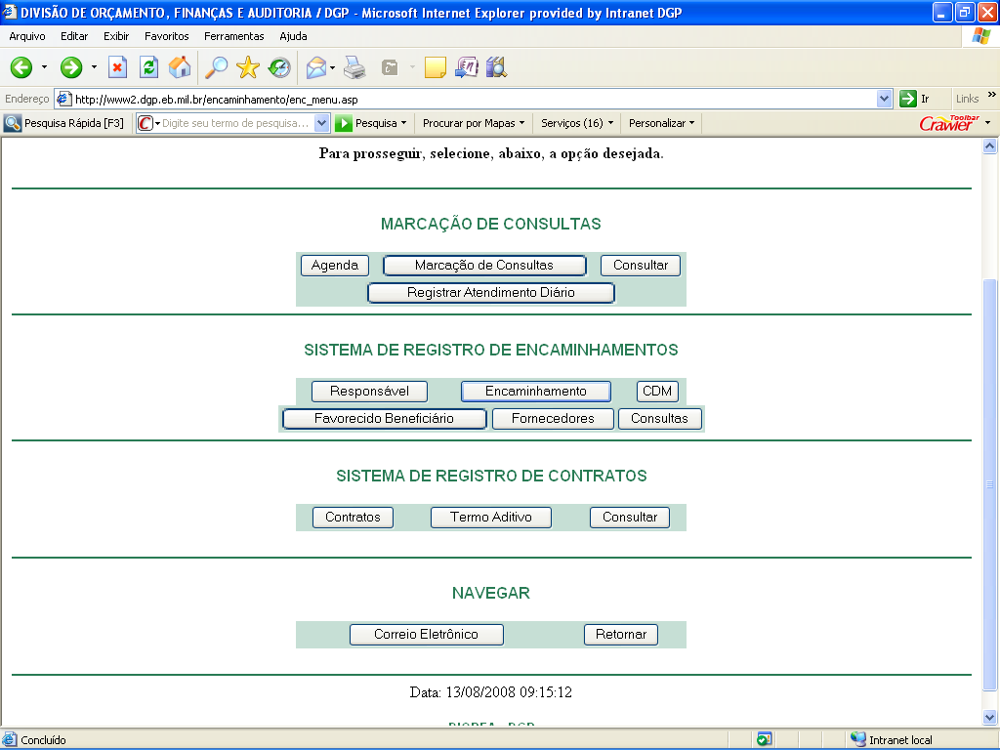 DIVISÃO DE ORÇAMENTO, FINANÇAS E AUDITORIA / DGP - Microsoft Internet Explorer provided by Intranet DGP
Arquivo Editar Exibir Favoritos Ferramentas Ajuda
Endereço http://www2.dgp.eb.mil.br/encaminhamento/enc_menu.asp Ir Links »
Pesquisa Rápida [F3] Digite seu termo de pesquisa... Pesquisa Procurar por Mapas Serviços (16) Personalizar Crawler Toolbar
Para prosseguir, selecione, abaixo, a opção desejada.
MARCAÇÃO DE CONSULTAS
Agenda Marcação de Consultas Consultar
Registrar Atendimento Diário
SISTEMA DE REGISTRO DE ENCAMINHAMENTOS
Responsável Encaminhamento CDM
Favorecido Beneficiário Fornecedores Consultas
SISTEMA DE REGISTRO DE CONTRATOS
Contratos Termo Aditivo Consultar
NAVEGAR
Correio Eletrônico Retornar
Data: 13/08/2008 09:15:12
Concluído Intranet local